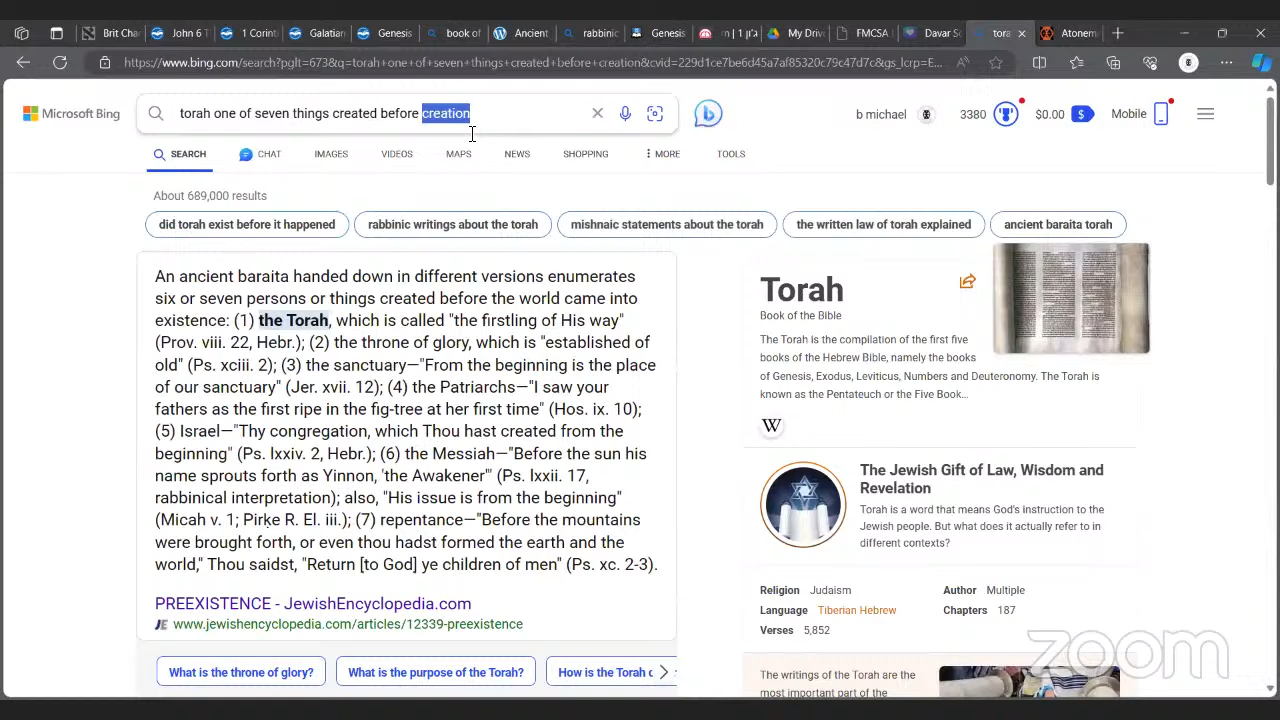 Brit Cha
John 6 T
1 Corint
Galatia
Genesis
book of
Ancient
rabbinic
Genesis
m | 1 μ'д
My Driv
FMCSA
Davar So
tora
Atonem
https://www.bing.com/search?pglt=673&q=torah+one+of+seven+things+created+before+creation&cvid=229d1ce7be6d45a7af85320c79c47d7c&gs_lcrp=E...
Microsoft Bing
torah one of seven things created before creation
b michael
3380
$0.00
Mobile
SEARCH
CHAT
IMAGES
VIDEOS
MAPS
NEWS
SHOPPING
MORE
TOOLS
About 689,000 results
did torah exist before it happened
rabbinic writings about the torah
mishnaic statements about the torah
the written law of torah explained
ancient baraita torah
An ancient baraita handed down in different versions enumerates
six or seven persons or things created before the world came into
existence: (1) the Torah, which is called "the firstling of His way"
(Prov. viii. 22, Hebr.); (2) the throne of glory, which is "established of
old" (Ps. xciii. 2); (3) the sanctuary—"From the beginning is the place
of our sanctuary" (Jer. xvii. 12); (4) the Patriarchs—"I saw your
fathers as the first ripe in the fig-tree at her first time" (Hos. ix. 10);
(5) Israel—"Thy congregation, which Thou hast created from the
beginning" (Ps. lxxiv. 2, Hebr.); (6) the Messiah—"Before the sun his
name sprouts forth as Yinnon, 'the Awakener'" (Ps. lxxii. 17,
rabbinical interpretation); also, "His issue is from the beginning"
(Micah v. 1; Pirḳe R. El. iii.); (7) repentance—"Before the mountains
were brought forth, or even thou hadst formed the earth and the
world," Thou saidst, "Return [to God] ye children of men" (Ps. xc. 2-3).
PREEXISTENCE - JewishEncyclopedia.com
JE www.jewishencyclopedia.com/articles/12339-preexistence
What is the throne of glory?
What is the purpose of the Torah?
How is the Torah
Torah
Book of the Bible
The Torah is the compilation of the first five
books of the Hebrew Bible, namely the books
of Genesis, Exodus, Leviticus, Numbers and Deuteronomy. The Torah is
known as the Pentateuch or the Five Book…
W
The Jewish Gift of Law, Wisdom and
Revelation
Torah is a word that means God's instruction to the
Jewish people. But what does it actually refer to in
different contexts?
Religion Judaism
Author Multiple
Language Tiberian Hebrew
Chapters 187
Verses 5,852
The writings of the Torah are the
most important part of the
zoom